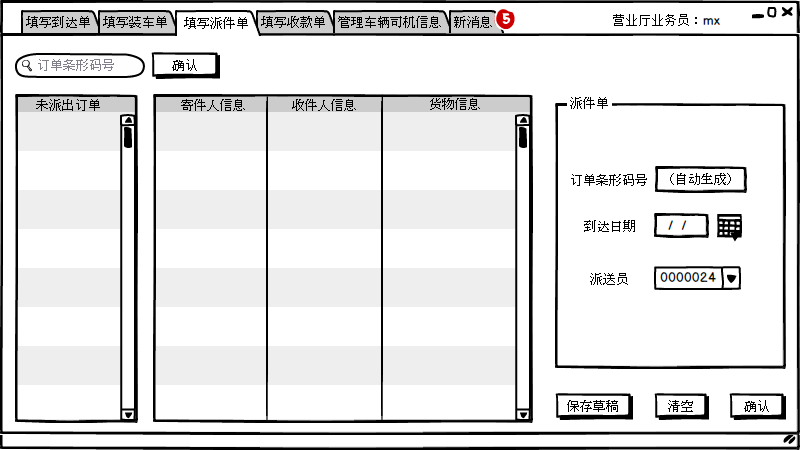 填写到达单 填写装车单 填写派件单 填写收款单 管理车辆司机信息 新消息 5 营业厅业务员：mx
订单条形码号 确认
未派出订单 寄件人信息 收件人信息 货物信息
派件单
订单条形码号 （自动生成）
到达日期 / /
派送员 0000024
保存草稿 清空 确认